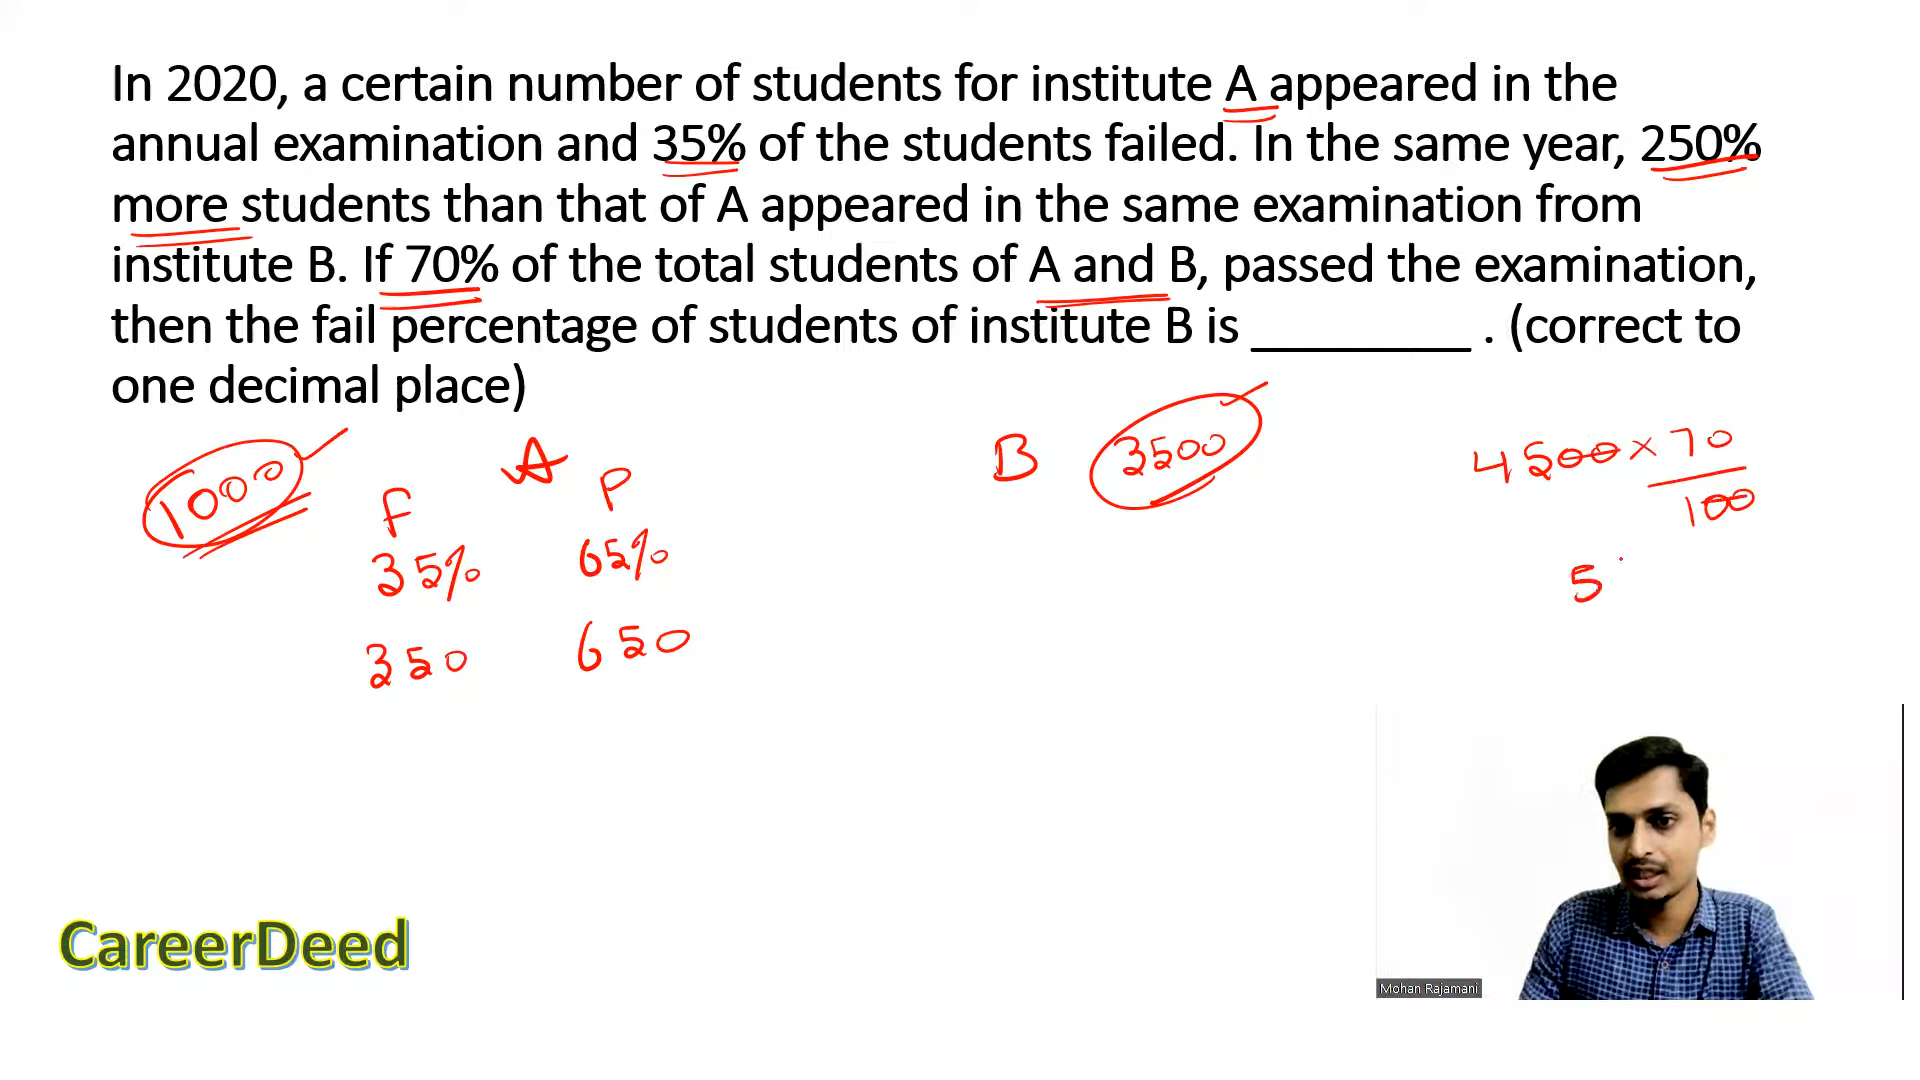 In 2020, a certain number of students for institute A appeared in the
annual examination and 35% of the students failed. In the same year, 250%
more students than that of A appeared in the same examination from
institute B. If 70% of the total students of A and B, passed the examination,
then the fail percentage of students of institute B is _________ . (correct to
one decimal place)
1000
A
F P
35% 65%
350 650
B 3500
4500 × 70
100
5
CareerDeed
Mohan Rajamani